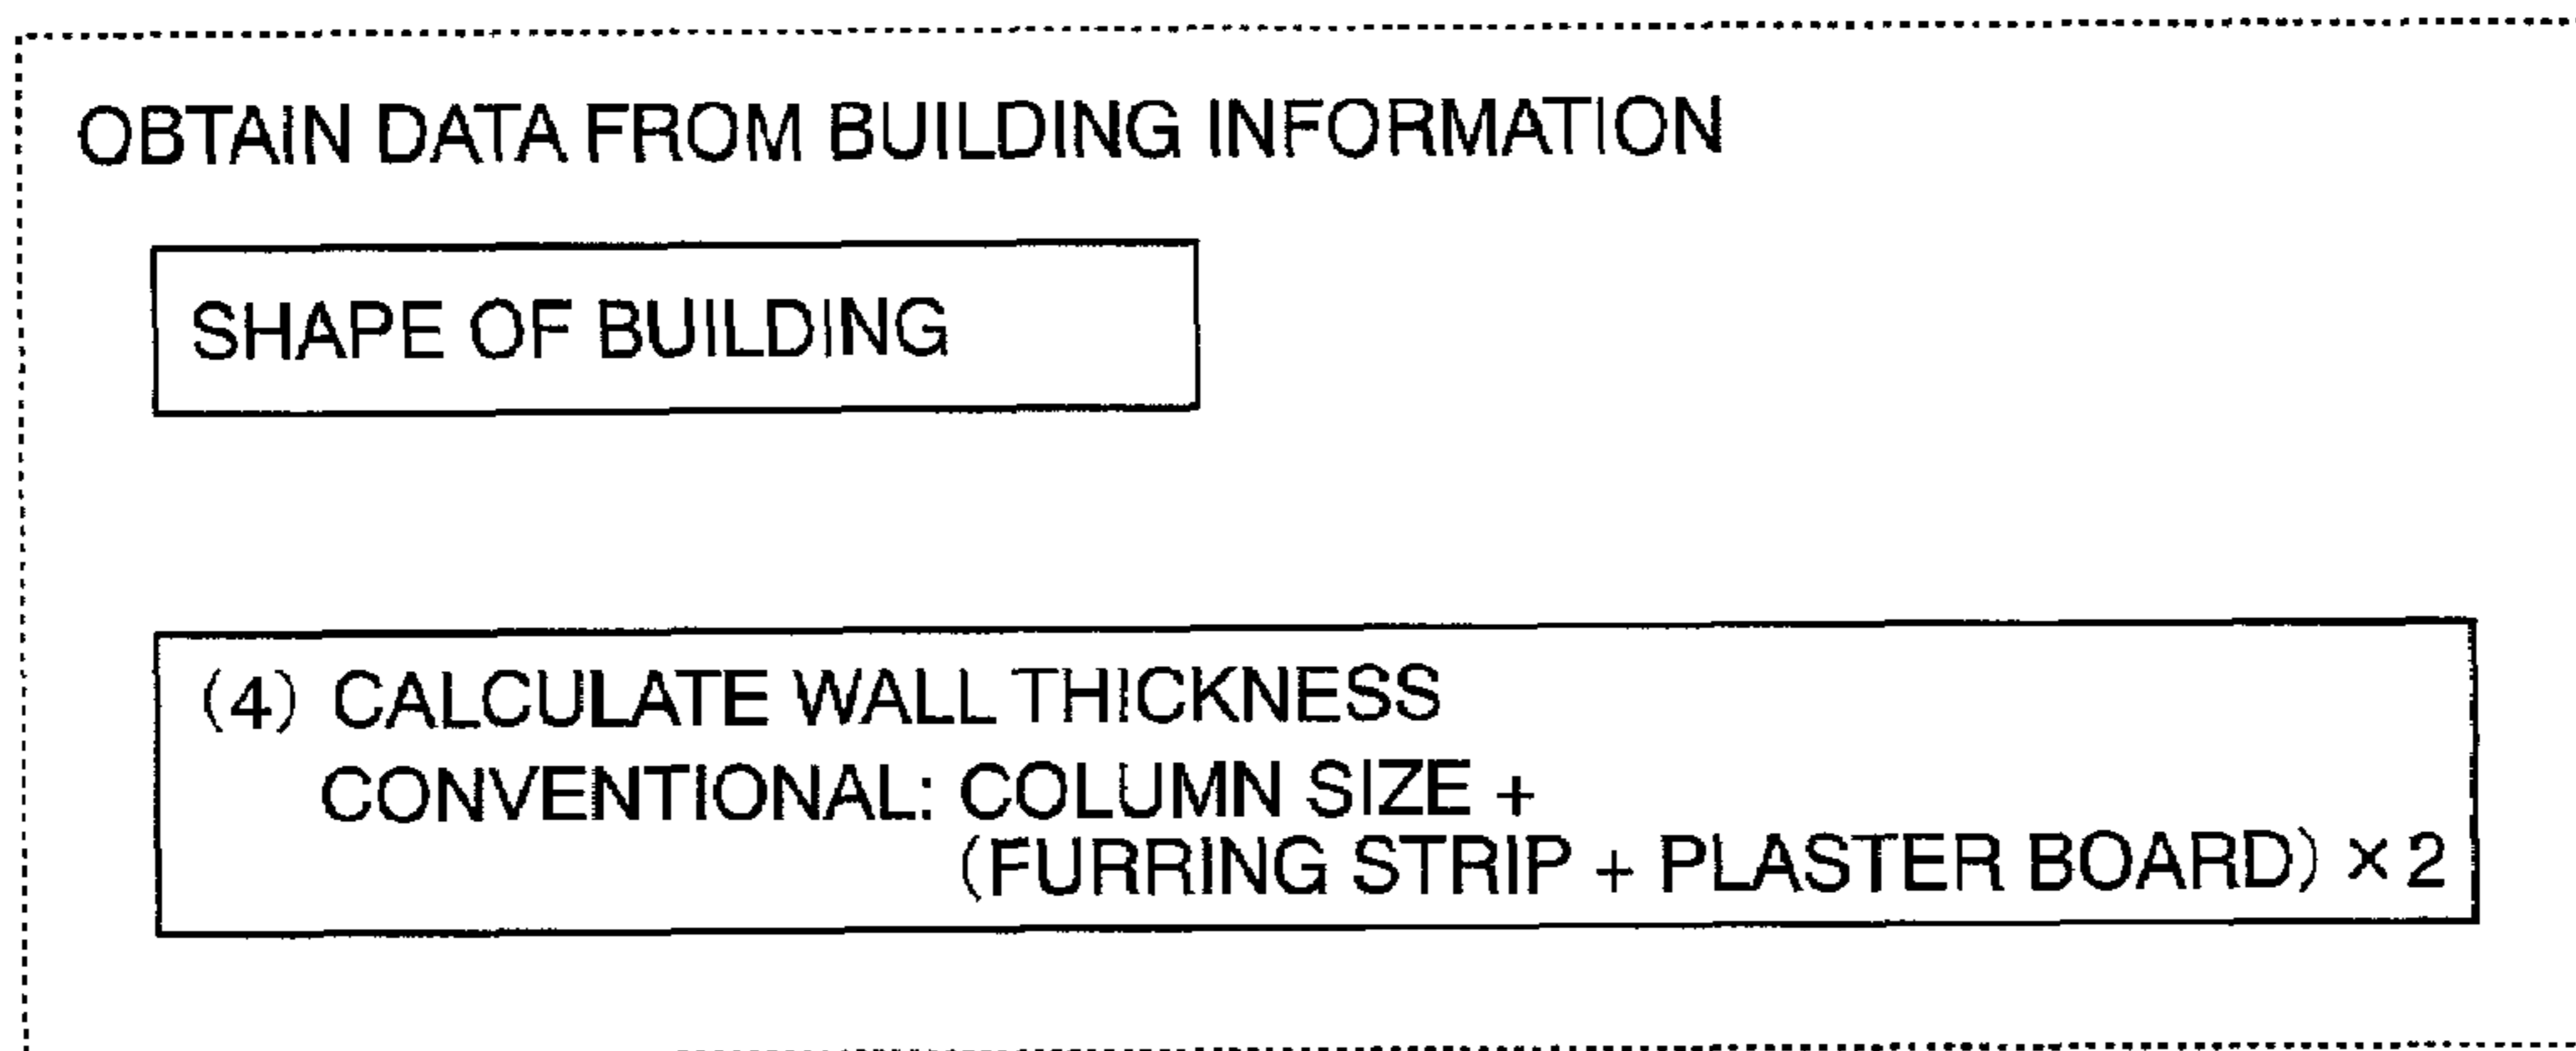 OBTAIN DATA FROM BUILDING INFORMATION
SHAPE OF BUILDING
(4) CALCULATE WALL THICKNESS
CONVENTIONAL: COLUMN SIZE +
(FURRING STRIP + PLASTER BOARD) × 2